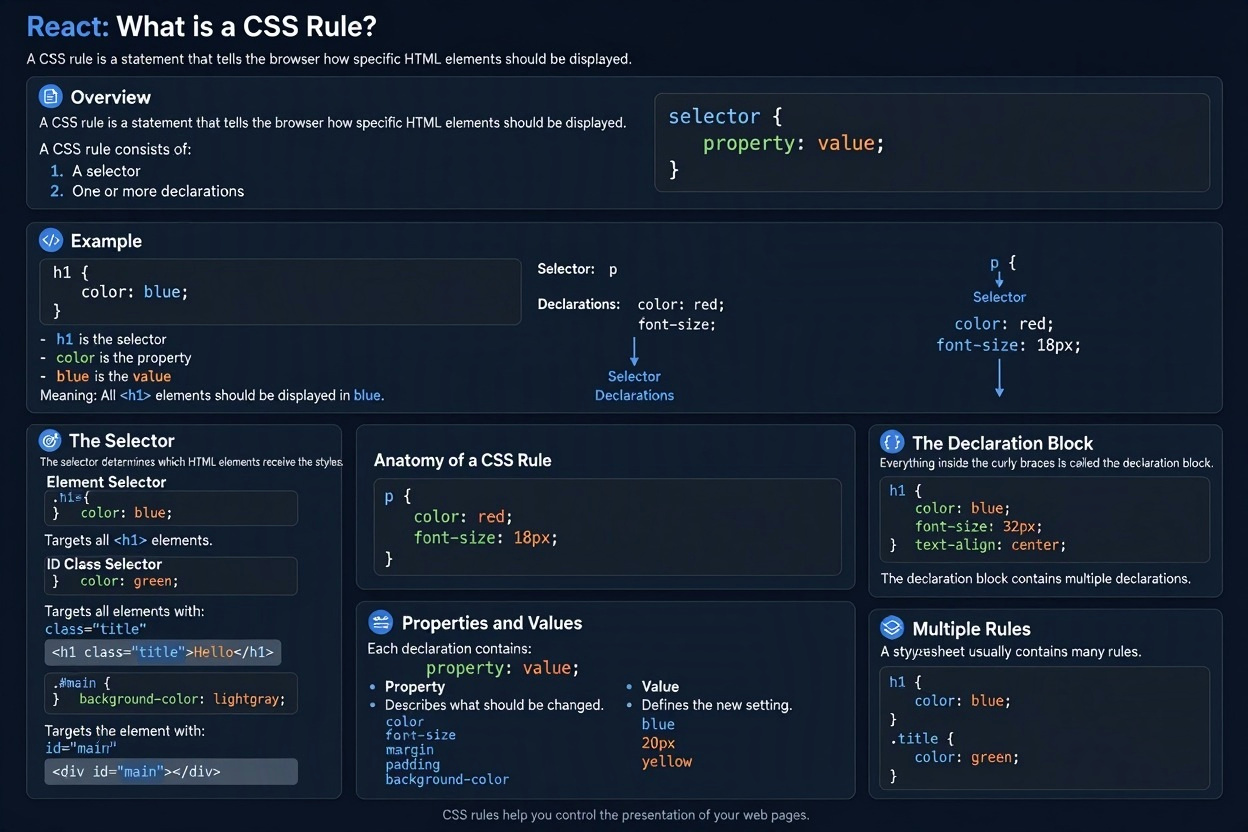 React: What is a CSS Rule?
A CSS rule is a statement that tells the browser how specific HTML elements should be displayed.
Overview
A CSS rule is a statement that tells the browser how specific HTML elements should be displayed.
A CSS rule consists of:
1. A selector
2. One or more declarations
selector {
property: value;
}
Example
h1 {
color: blue;
}
- h1 is the selector
- color is the property
- blue is the value
Meaning: All <h1> elements should be displayed in blue.
Selector: p
Declarations: color: red;
font-size;
Selector
Declarations
p {
Selector
color: red;
font-size: 18px;
The Selector
The selector determines which HTML elements receive the styles.
Element Selector
{
} color: blue;
Targets all <h1> elements.
ID Class Selector
} color: green;
Targets all elements with:
class="title"
<h1 class="title">Hello</h1>
.#main {
} background-color: lightgray;
Targets the element with:
id="main"
<div id="main"></div>
Anatomy of a CSS Rule
p {
color: red;
font-size: 18px;
}
Properties and Values
Each declaration contains:
property: value;
• Property
• Describes what should be changed.
color
font-size
margin
padding
background-color
• Value
• Defines the new setting.
blue
20px
yellow
The Declaration Block
Everything inside the curly braces is called the declaration block.
h1 {
color: blue;
font-size: 32px;
} text-align: center;
The declaration block contains multiple declarations.
Multiple Rules
A usually contains many rules.
h1 {
color: blue;
}
.title {
color: green;
}
CSS rules help you control the presentation of your web pages.